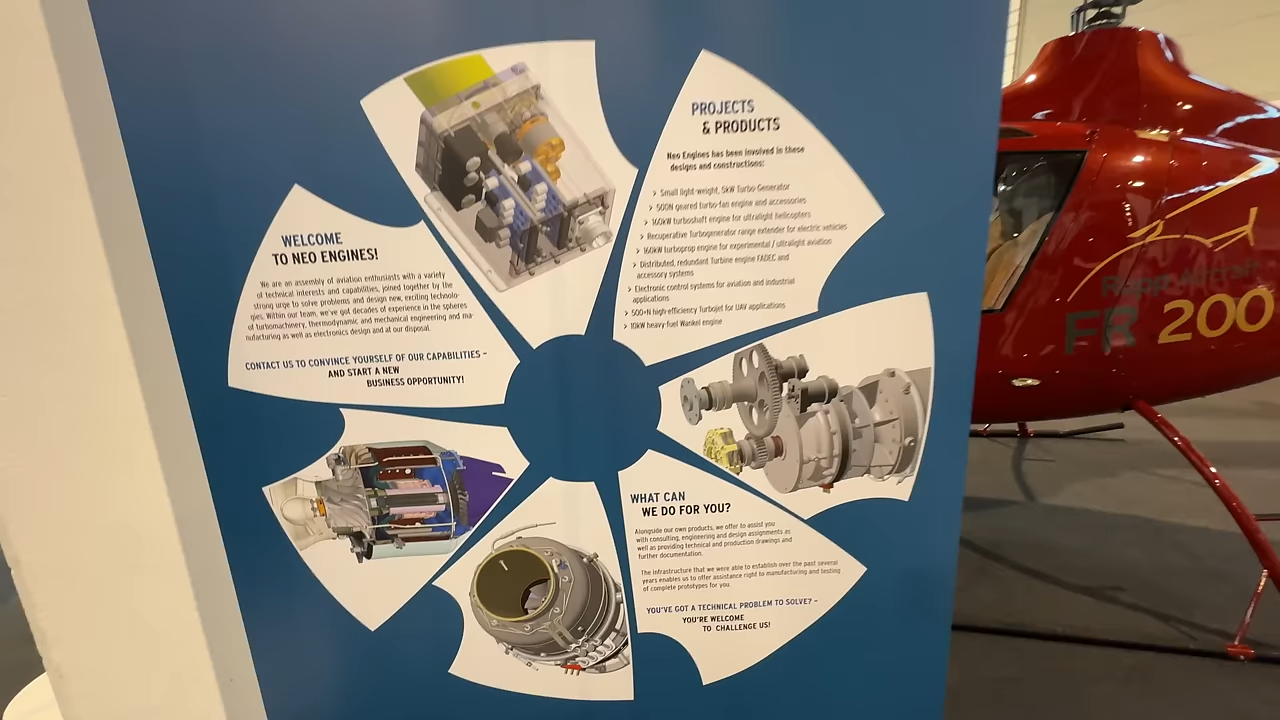 WELCOME
TO NEO ENGINES!
We are an assembly of aviation enthusiasts with a variety
of technical interests and capabilities, joined together by the
strong urge to solve problems and design new, exciting technolo-
gies. Within our team, we've got decades of experience in the spheres
of turbomachinery, thermodynamic and mechanical engineering and ma-
nufacturing as well as electronics design and at our disposal.
CONTACT US TO CONVINCE YOURSELF OF OUR CAPABILITIES –
AND START A NEW
BUSINESS OPPORTUNITY!
PROJECTS
& PRODUCTS
Neo Engines has been involved in these
designs and constructions:
> Small light-weight, 5kW Turbo-Generator
> 500N geared turbo-fan engine and accessories
> 160kW turboshaft engine for ultralight helicopters
> Recuperative Turbogenerator range extender for electric vehicles
> 160kW turboprop engine for experimental / ultralight aviation
> Distributed, redundant Turbine engine FADEC and
accessory systems
> Electronic control systems for aviation and industrial
applications
> 500+N high-efficiency Turbojet for UAV applications
> 10kW heavy-fuel Wankel engine
WHAT CAN
WE DO FOR YOU?
Alongside our own products, we offer to assist you
with consulting, engineering and design assignments as
well as providing technical and production drawings and
further documentation.
The infrastructure that we were able to establish over the past several
years enables us to offer assistance right to manufacturing and testing
of complete prototypes for you.
YOU'VE GOT A TECHNICAL PROBLEM TO SOLVE? –
YOU'RE WELCOME
TO CHALLENGE US!
Rupp Aircraft
FR 200